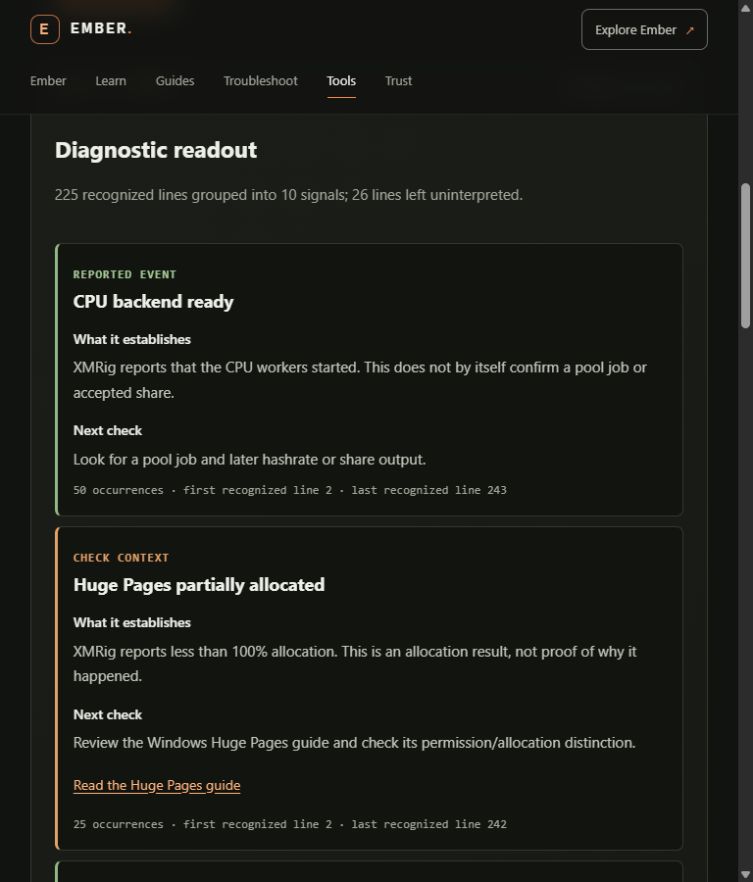 E EMBER.
Explore Ember ↗
Ember Learn Guides Troubleshoot Tools Trust
Diagnostic readout
225 recognized lines grouped into 10 signals; 26 lines left uninterpreted.
REPORTED EVENT
CPU backend ready
What it establishes
XMRig reports that the CPU workers started. This does not by itself confirm a pool job or
accepted share.
Next check
Look for a pool job and later hashrate or share output.
50 occurrences · first recognized line 2 · last recognized line 243
CHECK CONTEXT
Huge Pages partially allocated
What it establishes
XMRig reports less than 100% allocation. This is an allocation result, not proof of why it
happened.
Next check
Review the Windows Huge Pages guide and check its permission/allocation distinction.
Read the Huge Pages guide
25 occurrences · first recognized line 2 · last recognized line 242